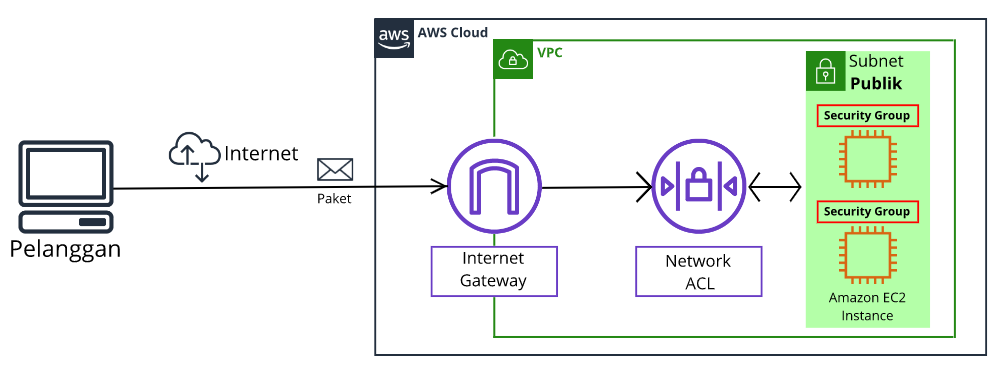 aws
AWS Cloud
VPC
Subnet
Publik
Security Group
Internet
Paket
Pelanggan
Internet
Gateway
Network
ACL
Security Group
Amazon EC2
Instance